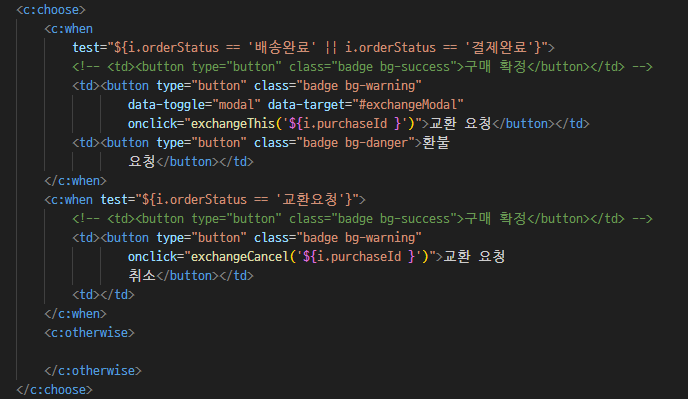 <c:choose>
<c:when
test="${i.orderStatus == '배송완료' || i.orderStatus == '결제완료'}">
<!-- <td><button type="button" class="badge bg-success">구매 확정</button></td> -->
<td><button type="button" class="badge bg-warning"
data-toggle="modal" data-target="#exchangeModal"
onclick="exchangeThis('${i.purchaseId }')">교환 요청</button></td>
<td><button type="button" class="badge bg-danger">환불
요청</button></td>
</c:when>
<c:when test="${i.orderStatus == '교환요청'}">
<!-- <td><button type="button" class="badge bg-success">구매 확정</button></td> -->
<td><button type="button" class="badge bg-warning"
onclick="exchangeCancel('${i.purchaseId }')">교환 요청
취소</button></td>
<td></td>
</c:when>
<c:otherwise>
</c:otherwise>
</c:choose>